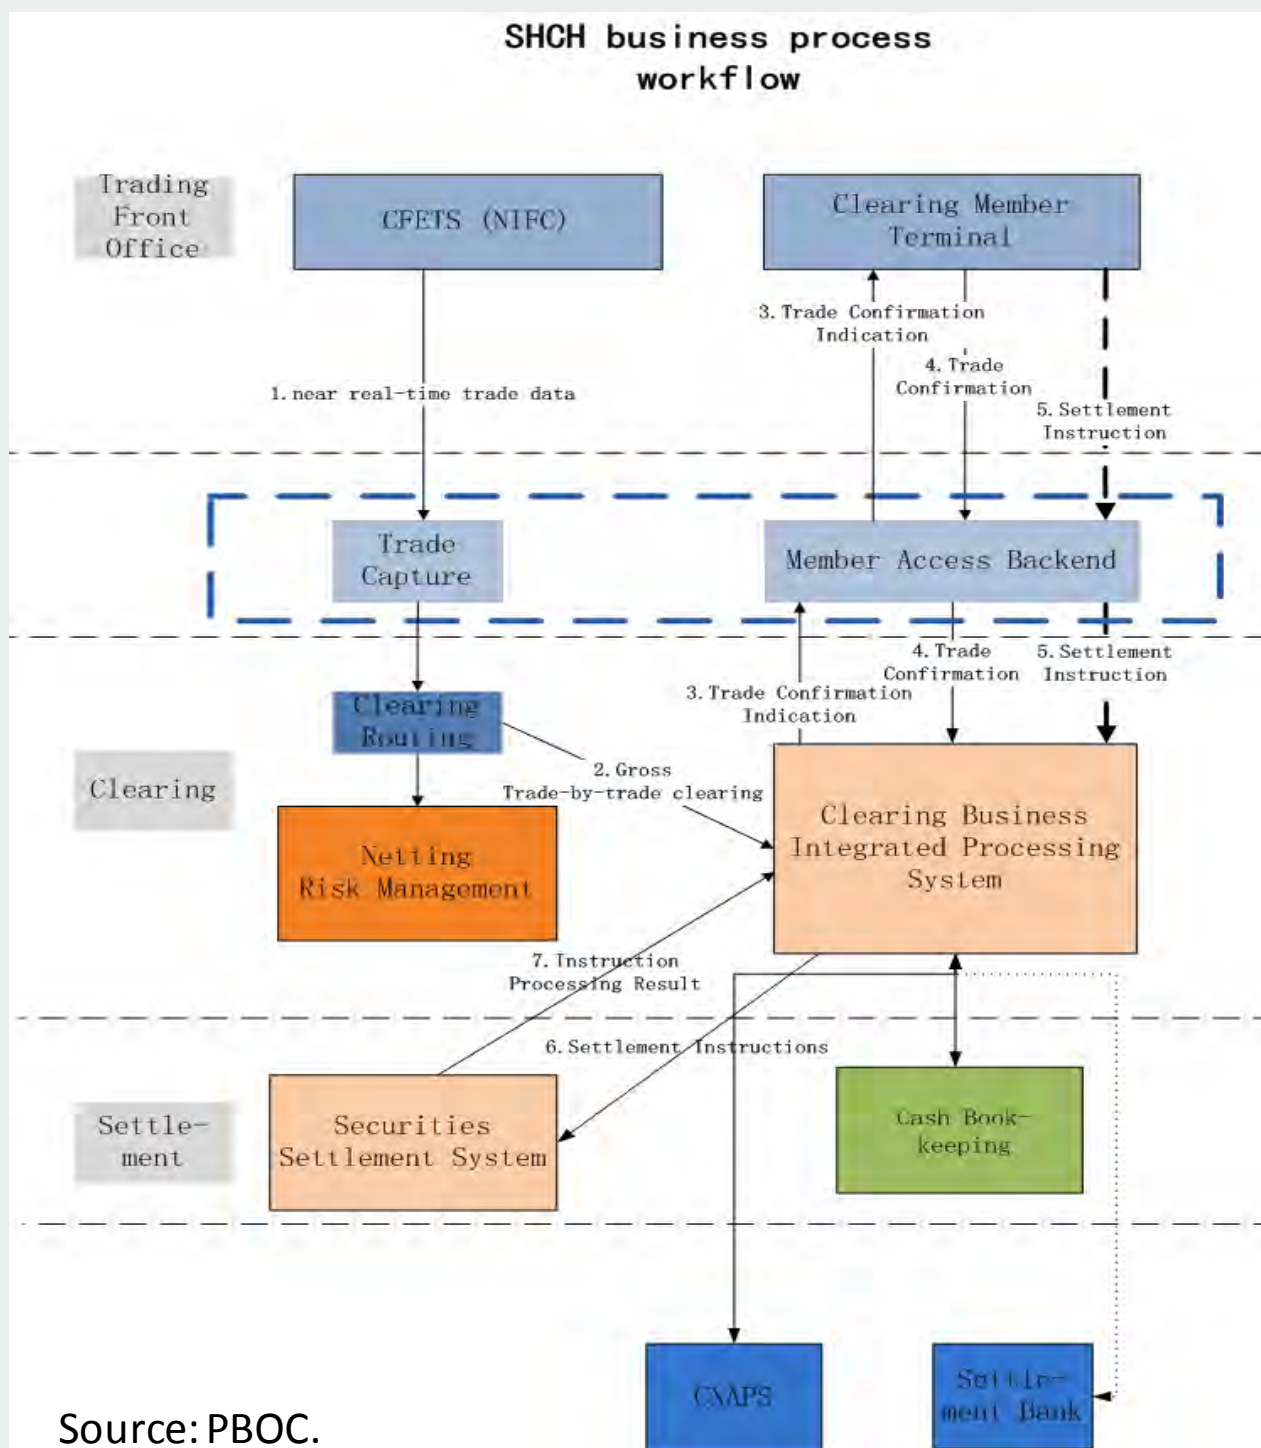 SHCH business process
workflow
Trading
Front
Office
CFETS (NIFC)
Clearing Member
Terminal
3.Trade Confirmation
Indication
4.Trade
Confirmation
1.near real-time trade data
5.Settlement
Instruction
Trade
Capture
Member Access Backend
4.Trade
Confirmation
5.Settlement
Instruction
3.Trade Confirmation
Indication
Clearing
Routing
2.Gross
Trade-by-trade clearing
Clearing
Netting
Risk Management
Clearing Business
Integrated Processing
System
7.Instruction
Processing Result
6.Settlement Instructions
Settle-
ment
Securities
Settlement System
Cash Book-
keeping
CNAPS
Settle-
ment Bank
Source: PBOC.